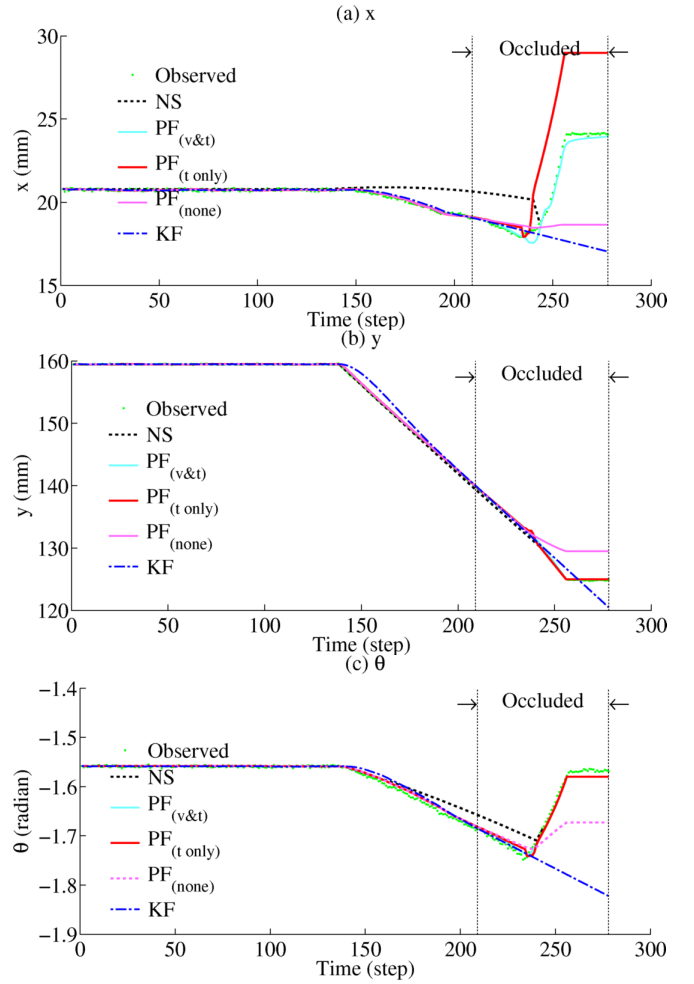 (a) x
30
25
20
15
x (mm)
→ Occluded ←
Observed
NS
PF(v&t)
PF(t only)
PF(none)
KF
0 50 100 150 200 250 300
Time (step)
(b) y
160
150
140
130
120
y (mm)
→ Occluded ←
Observed
NS
PF(v&t)
PF(t only)
PF(none)
KF
0 50 100 150 200 250 300
Time (step)
(c) θ
−1.4
−1.5
−1.6
−1.7
−1.8
−1.9
θ (radian)
→ Occluded ←
Observed
NS
PF(v&t)
PF(t only)
PF(none)
KF
0 50 100 150 200 250 300
Time (step)